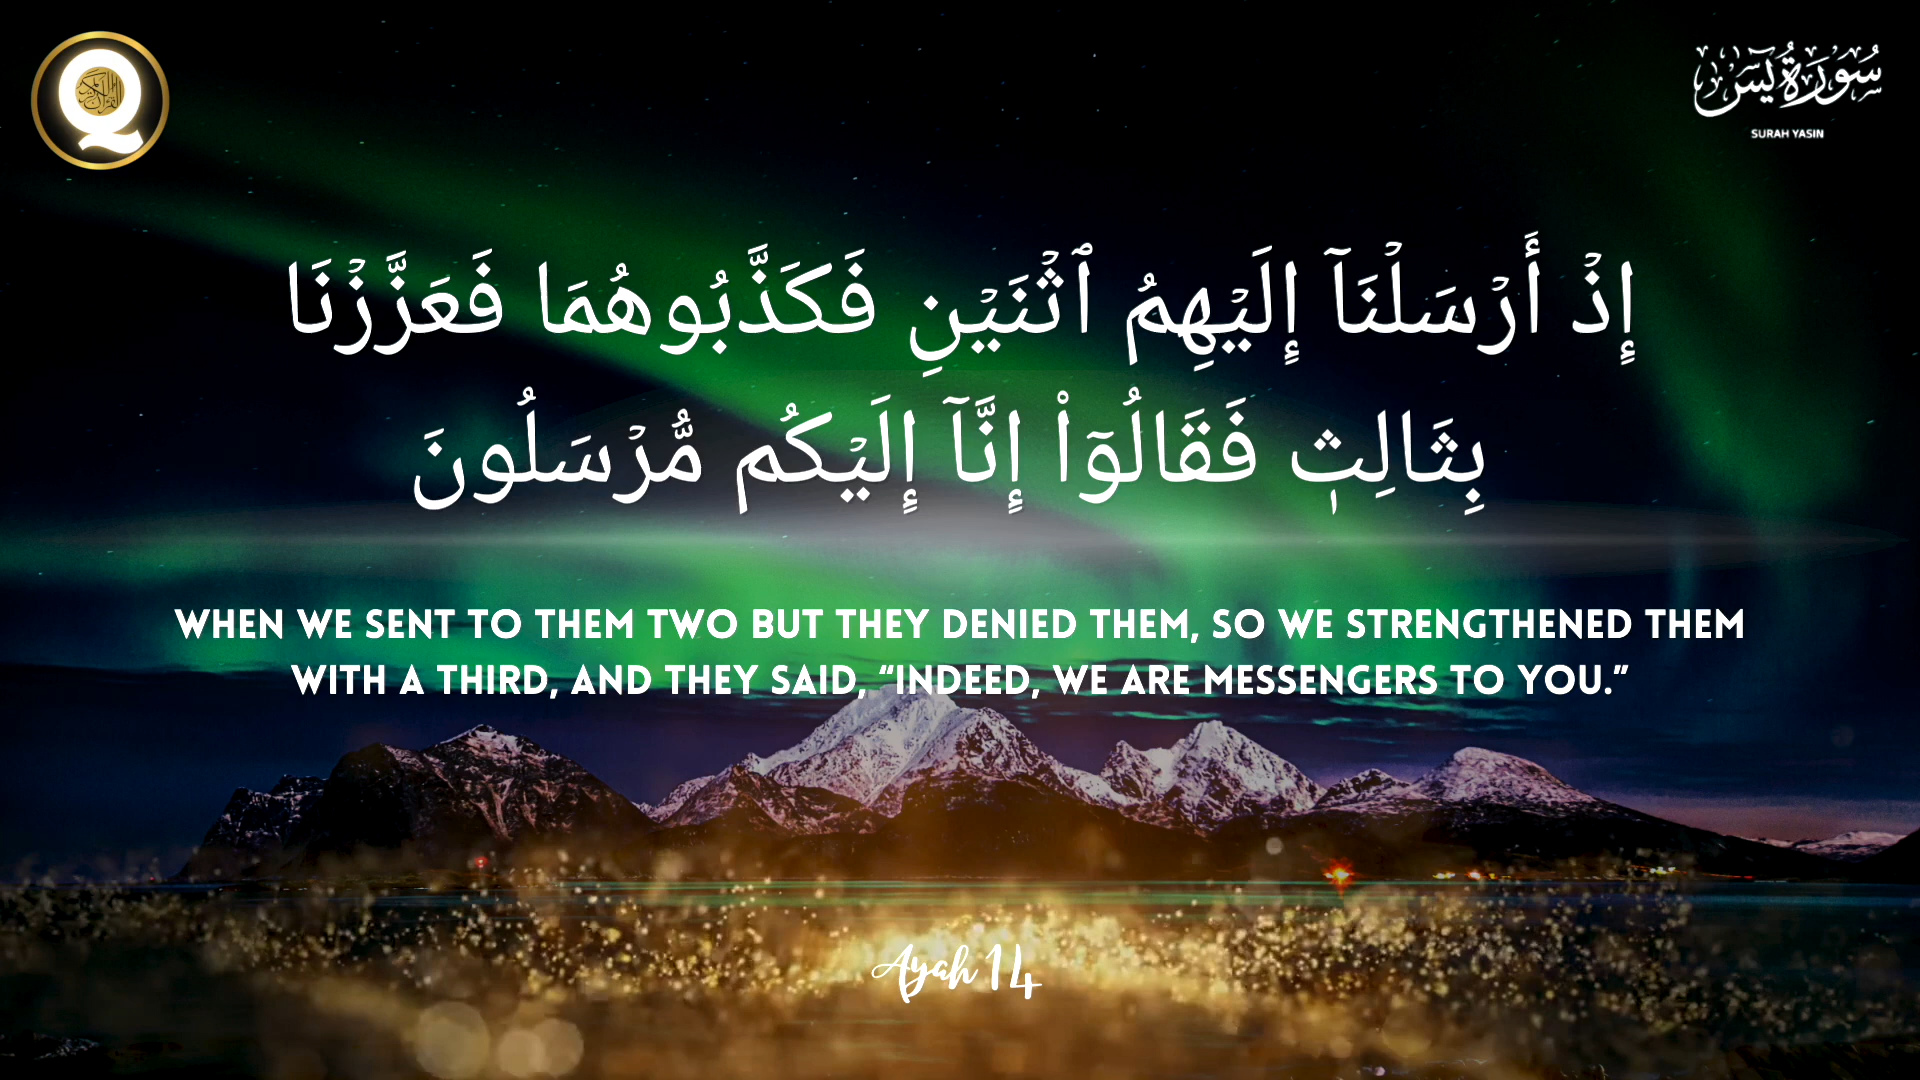 سُورَةُ يسٓ
SURAH YASIN
إِذْ أَرْسَلْنَآ إِلَيْهِمُ ٱثْنَيْنِ فَكَذَّبُوهُمَا فَعَزَّزْنَا
بِثَالِثٍ فَقَالُوٓا۟ إِنَّآ إِلَيْكُم مُّرْسَلُونَ
WHEN WE SENT TO THEM TWO BUT THEY DENIED THEM, SO WE STRENGTHENED THEM
WITH A THIRD, AND THEY SAID, “INDEED, WE ARE MESSENGERS TO YOU.”
Ayah 14